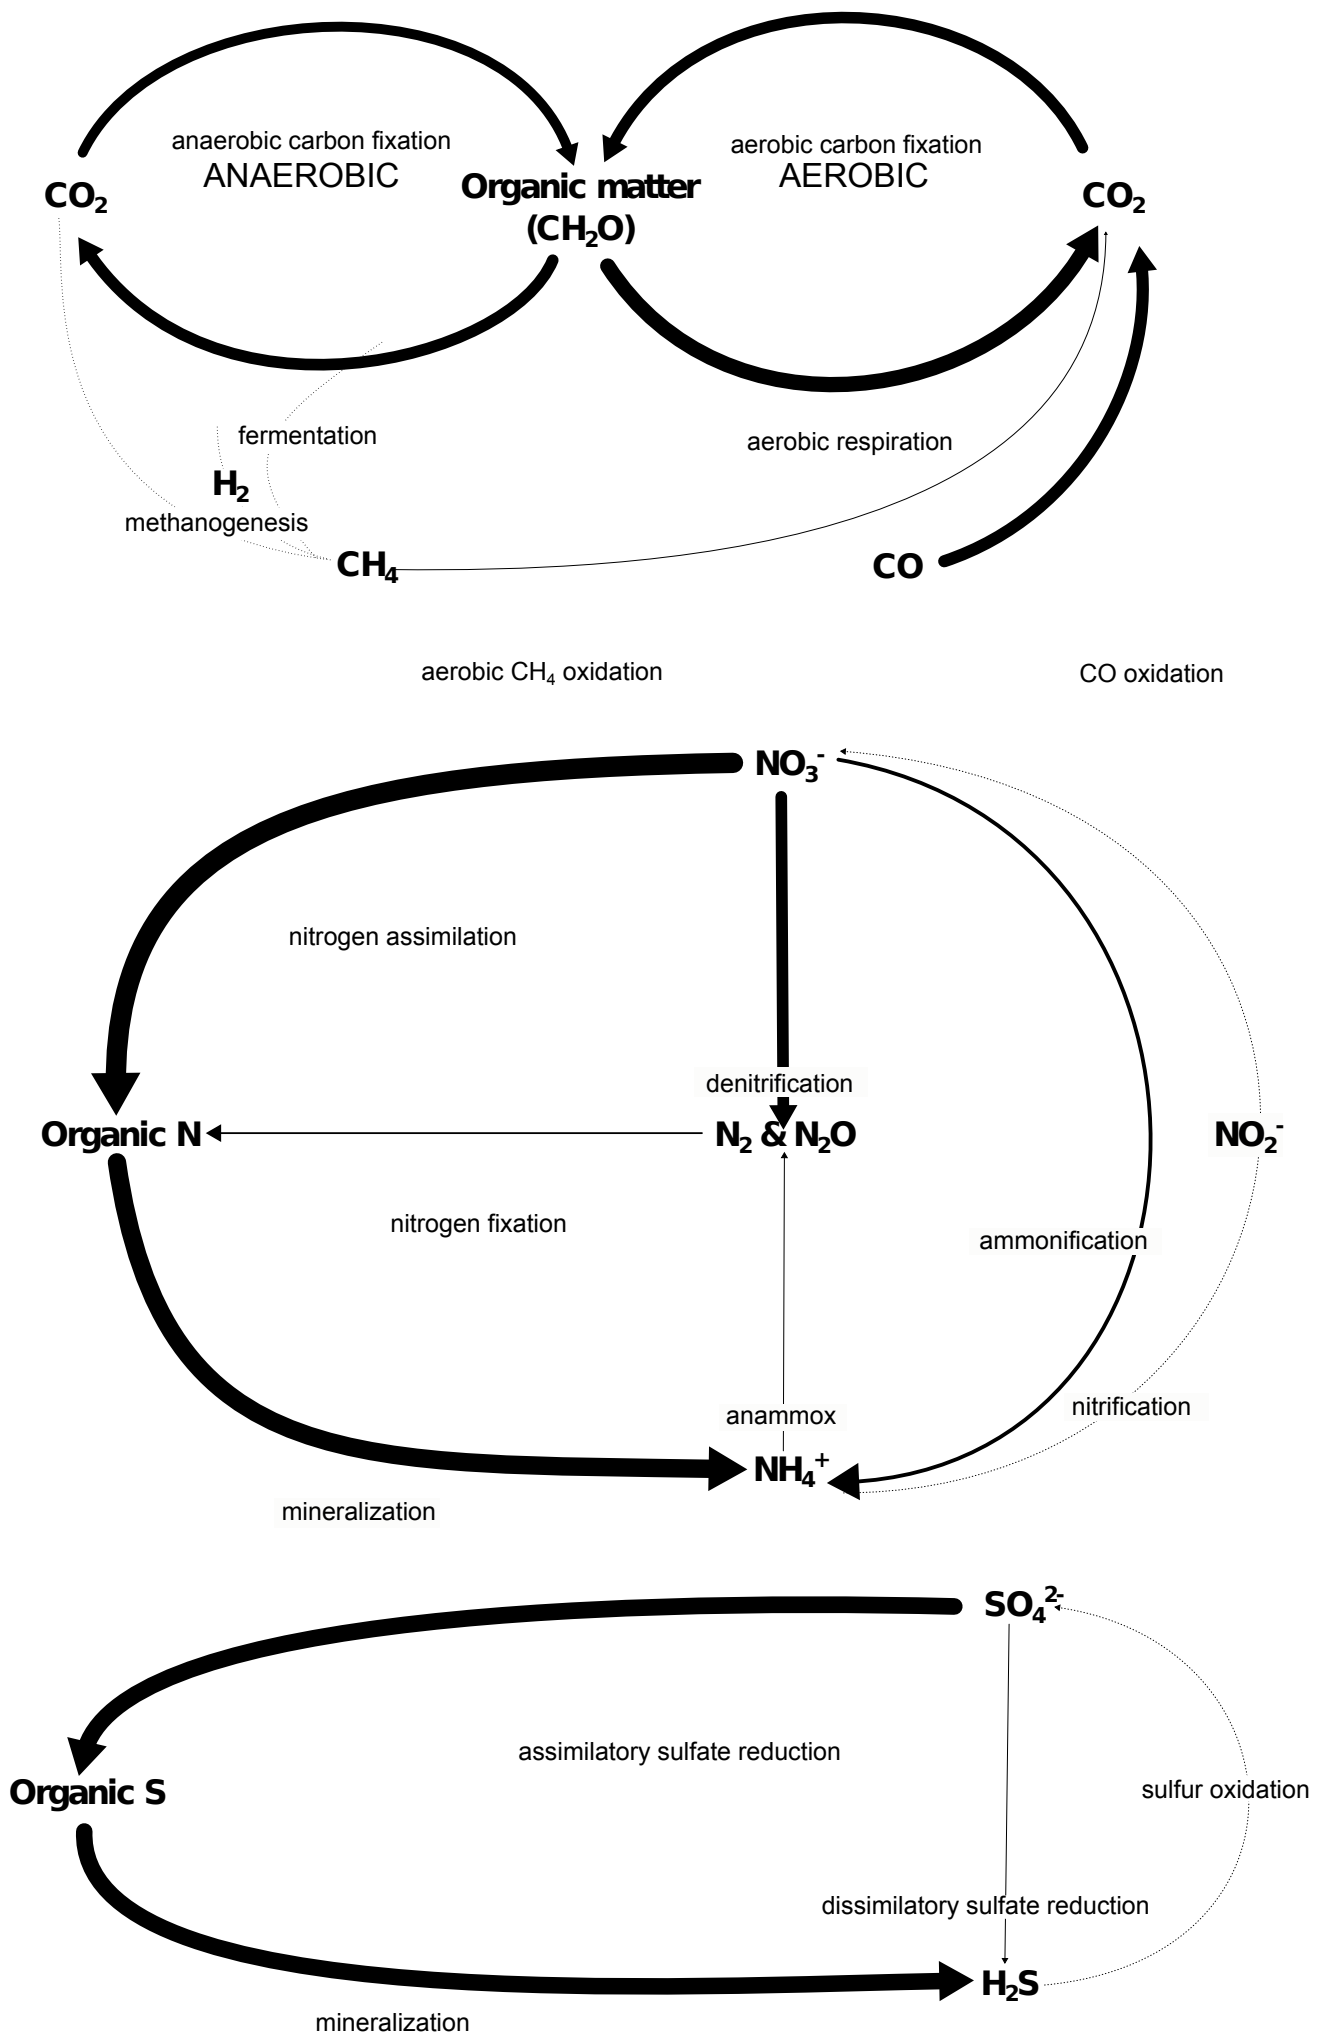 anaerobic carbon fixation
ANAEROBIC
aerobic carbon fixation
AEROBIC
CO₂
Organic matter
(CH₂O)
CO₂
fermentation
aerobic respiration
H₂
methanogenesis
CH₄
CO
aerobic CH₄ oxidation
CO oxidation
NO₃⁻
nitrogen assimilation
denitrification
Organic N
N₂ & N₂O
NO₂⁻
nitrogen fixation
ammonification
anammox
nitrification
NH₄⁺
mineralization
SO₄²⁻
assimilatory sulfate reduction
Organic S
sulfur oxidation
dissimilatory sulfate reduction
H₂S
mineralization